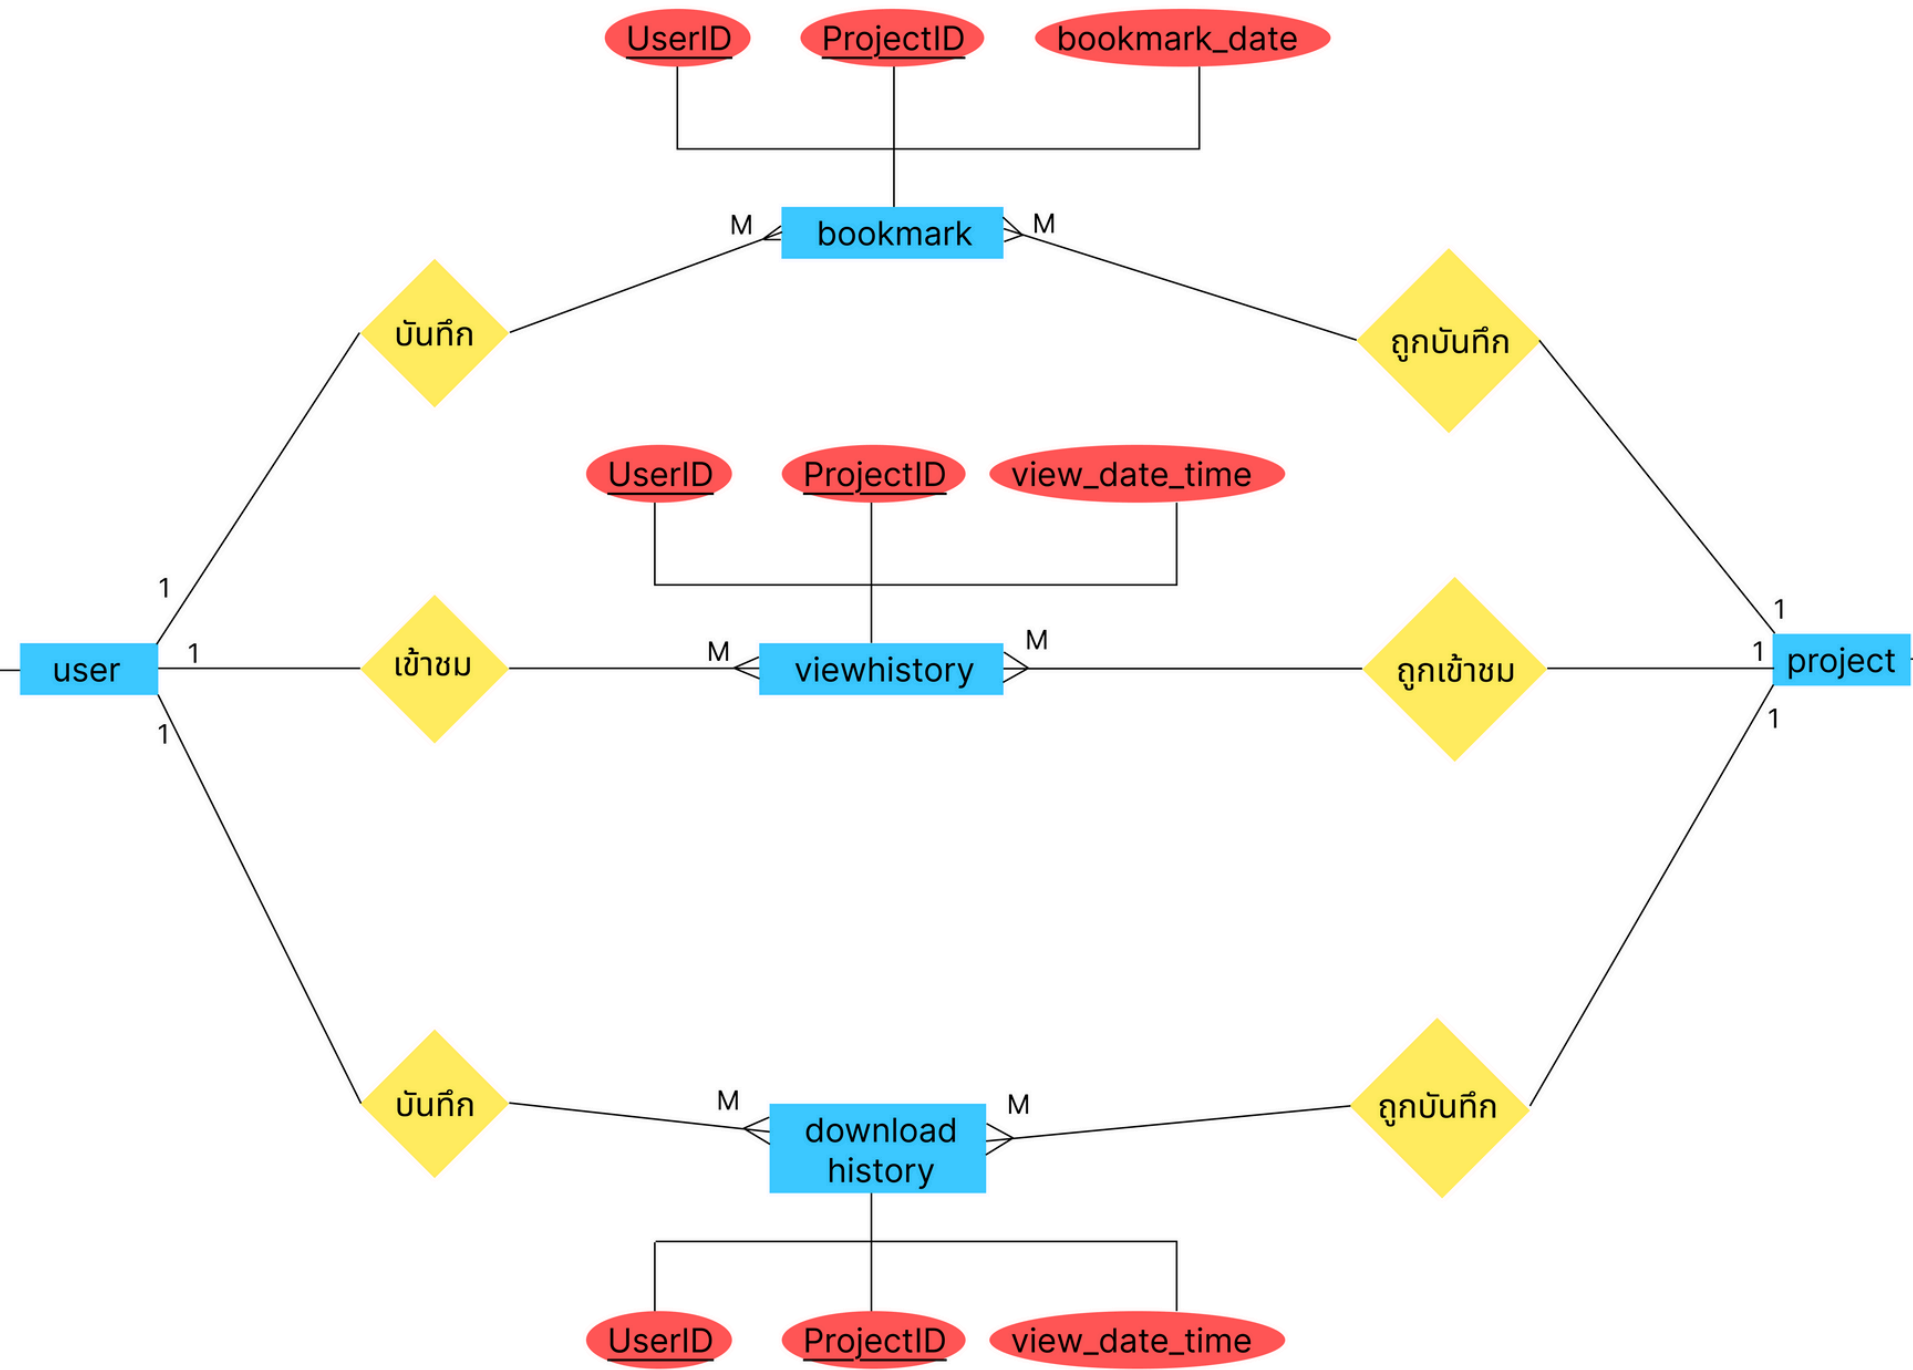 UserID
ProjectID
bookmark_date
M
bookmark
M
บันทึก
ถูกบันทึก
UserID
ProjectID
view_date_time
1
1
1
M
M
1
user
เข้าชม
viewhistory
ถูกเข้าชม
project
1
1
M
M
บันทึก
download
history
ถูกบันทึก
UserID
ProjectID
view_date_time